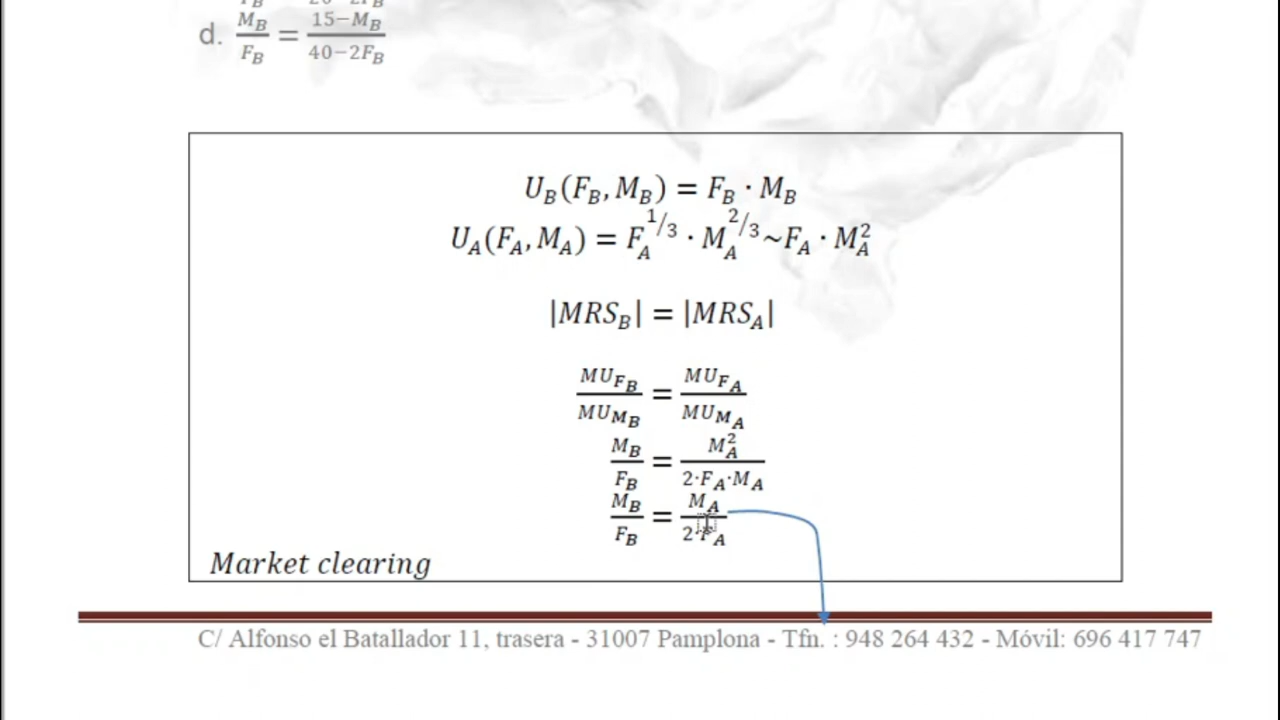 d. M_B/F_B = 15−M_B/40−2F_B
U_B(F_B, M_B) = F_B · M_B
U_A(F_A, M_A) = F_A^1/3 · M_A^2/3 ~F_A · M_A^2
|MRS_B| = |MRS_A|
MU_F_B/MU_M_B = MU_F_A/MU_M_A
M_B/F_B = M_A^2/2·F_A·M_A
M_B/F_B = M_A/2·F_A
Market clearing
C/ Alfonso el Batallador 11, trasera - 31007 Pamplona - Tfn. : 948 264 432 - Móvil: 696 417 747